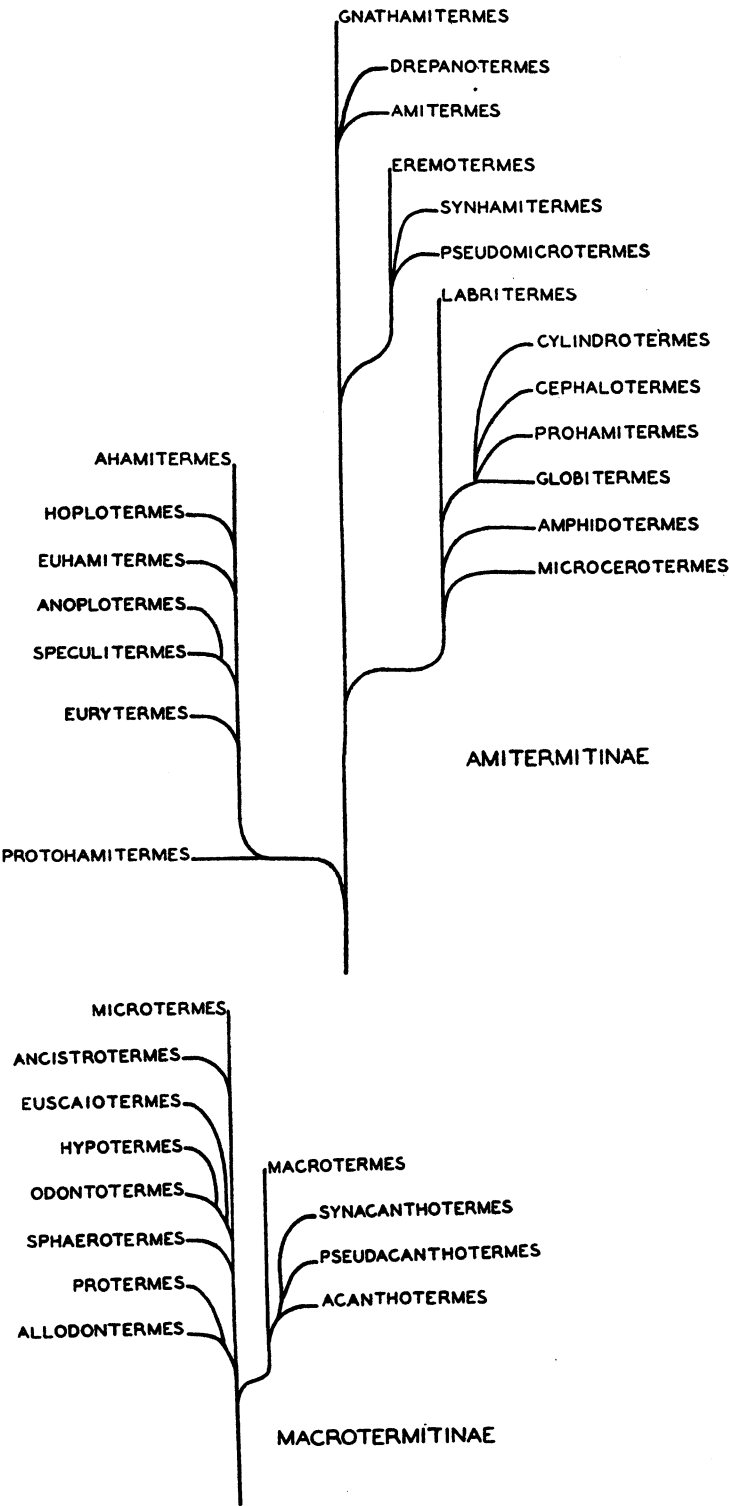 GNATHAMITERMES
DREPANOTERMES
AMITERMES
EREMOTERMES
SYNHAMITERMES
PSEUDOMICROTERMES
LABRITERMES
CYLINDROTERMES
CEPHALOTERMES
PROHAMITERMES
AHAMITERMES
GLOBITERMES
HOPLOTERMES
AMPHIDOTERMES
EUHAMITERMES
MICROCEROTERMES
ANOPLOTERMES
SPECULITERMES
EURYTERMES
AMITERMITINAE
PROTOHAMITERMES
MICROTERMES
ANCISTROTERMES
EUSCAIOTERMES
HYPOTERMES
MACROTERMES
ODONTOTERMES
SYNACANTHOTERMES
SPHAEROTERMES
PSEUDACANTHOTERMES
PROTERMES
ACANTHOTERMES
ALLODONTERMES
MACROTERMITINAE